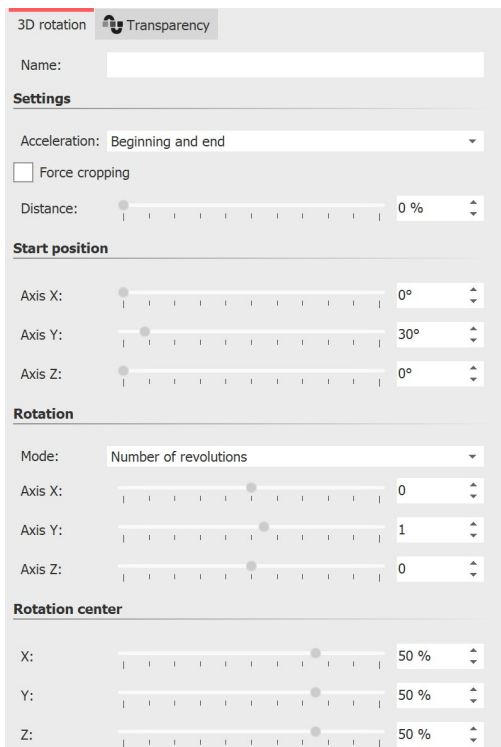 3D rotation Transparency
Name:
Settings
Acceleration: Beginning and end
Force cropping
Distance: 0 %
Start position
Axis X: 0°
Axis Y: 30°
Axis Z: 0°
Rotation
Mode: Number of revolutions
Axis X: 0
Axis Y: 1
Axis Z: 0
Rotation center
X: 50 %
Y: 50 %
Z: 50 %